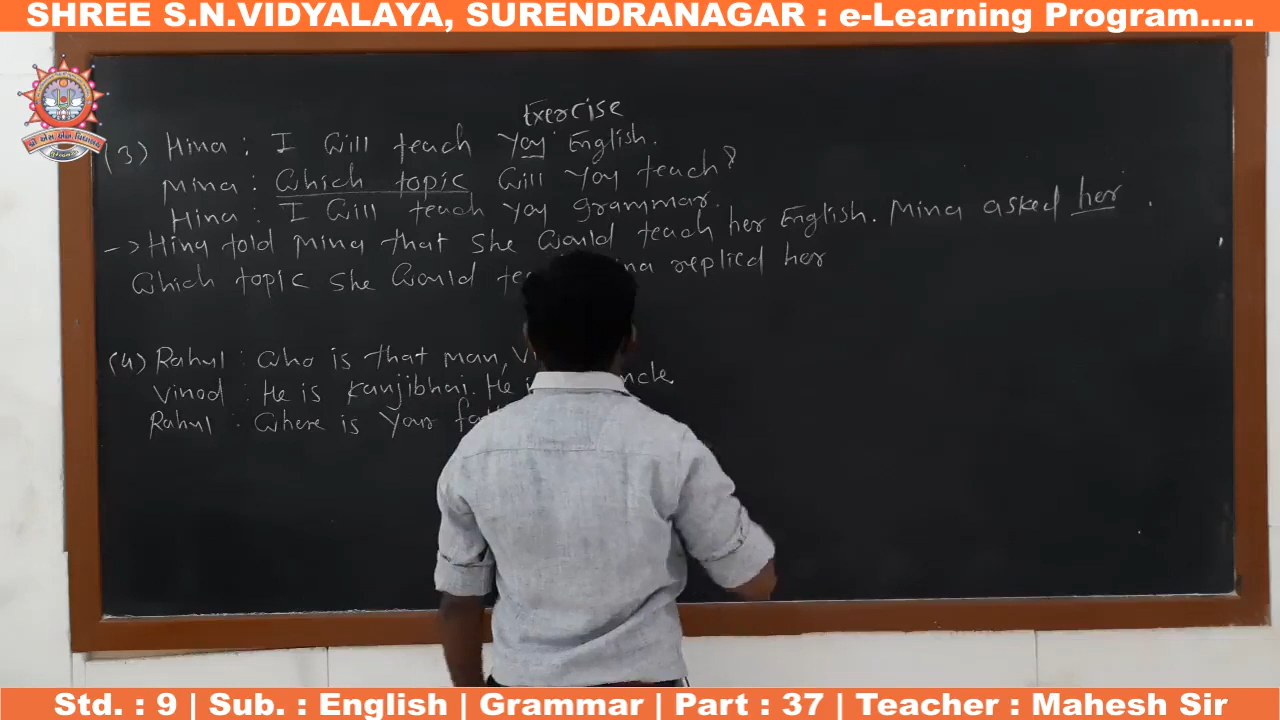 SHREE S.N.VIDYALAYA, SURENDRANAGAR : e-Learning Program.....
Exercise
(3) Hina : I will teach you English.
Mina : Which topic will you teach?
Hina : I will teach you grammar.
-> Hina told Mina that she would teach her English. Mina asked her
which topic she would replied her
(4) Rahul : Who is that man,
Vinod : He is Kanjibhai. He
Rahul : Where is your
Std. : 9 | Sub. : English | Grammar | Part : 37 | Teacher : Mahesh Sir